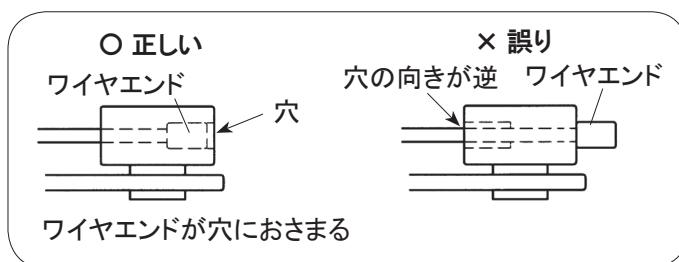 ○ 正しい
ワイヤエンド
穴
ワイヤエンドが穴におさまる
× 誤り
穴の向きが逆
ワイヤエンド